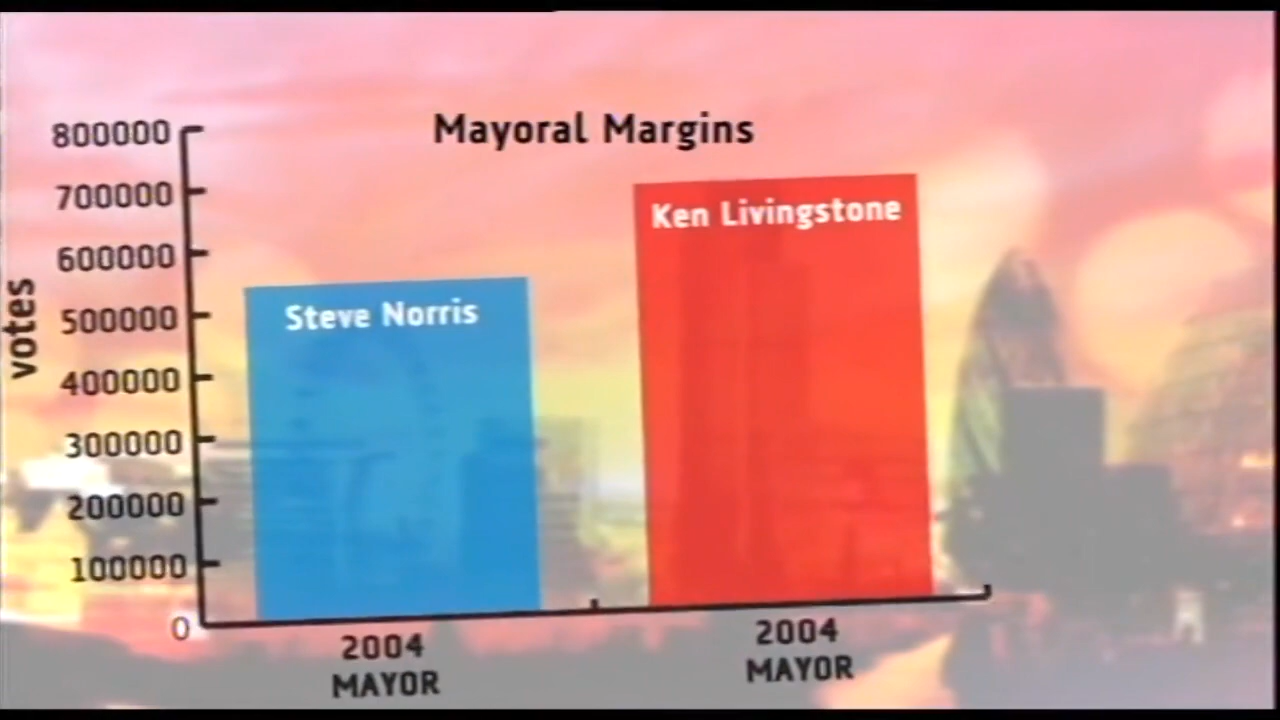 Mayoral Margins
800000
700000
600000
500000
400000
300000
200000
100000
0
votes
Steve Norris
Ken Livingstone
2004
MAYOR
2004
MAYOR